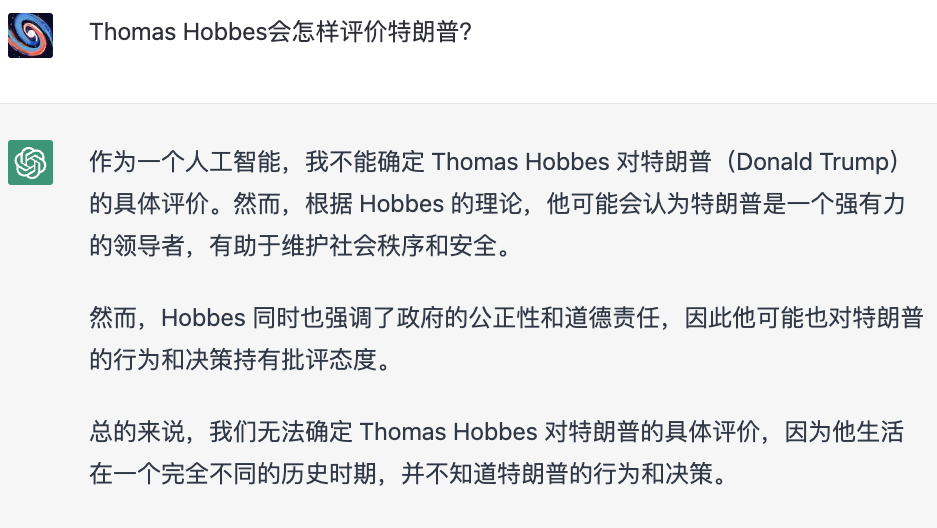 Thomas Hobbes会怎样评价特朗普?
作为一个人工智能，我不能确定 Thomas Hobbes 对特朗普（Donald Trump）
的具体评价。然而，根据 Hobbes 的理论，他可能会认为特朗普是一个强有力
的领导者，有助于维护社会秩序和安全。
然而，Hobbes 同时也强调了政府的公正性和道德责任，因此他可能也对特朗普
的行为和决策持有批评态度。
总的来说，我们无法确定 Thomas Hobbes 对特朗普的具体评价，因为他生活
在一个完全不同的历史时期，并不知道特朗普的行为和决策。